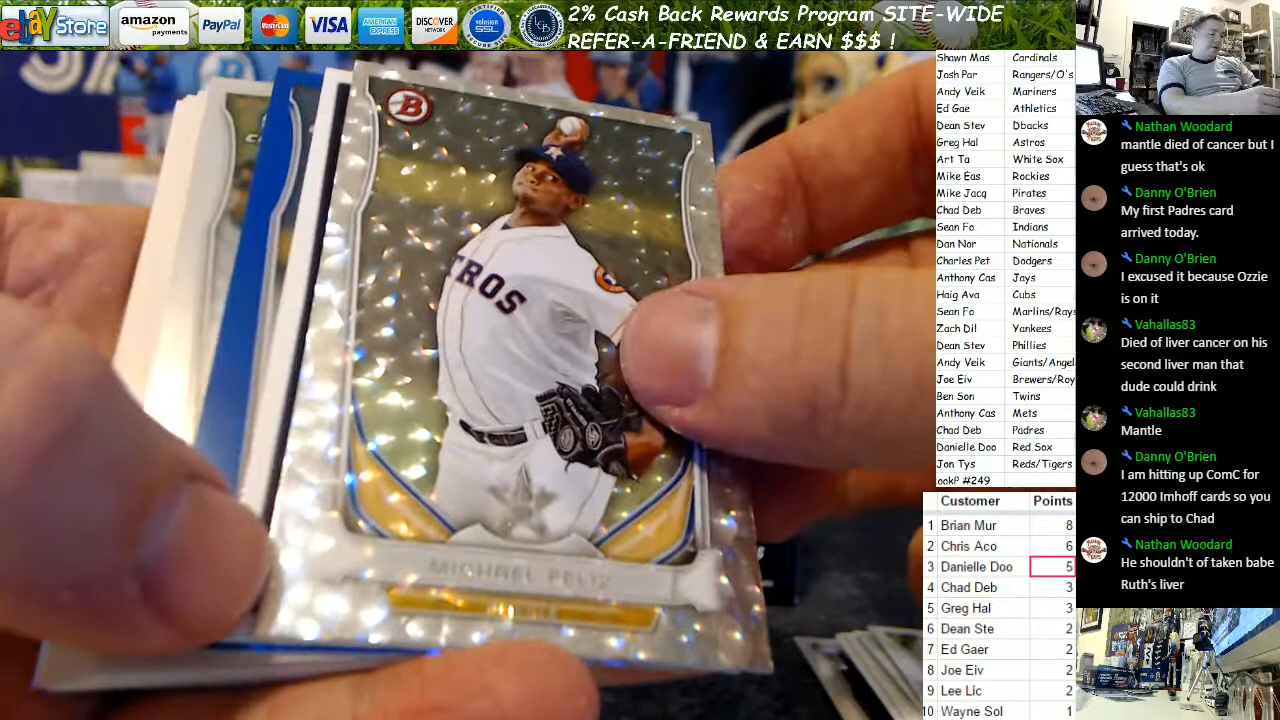 ebay Store
amazon
payments
PayPal
MasterCard
VISA
AMERICAN
EXPRESS
DISCOVER
NETWORK
SSL
2% Cash Back Rewards Program SITE-WIDE
REFER-A-FRIEND & EARN $$$ !
B
TROS
MICHAEL FELIZ
Shawn Mas Cardinals
Josh Par Rangers/O's
Andy Veik Mariners
Ed Gae Athletics
Dean Stev Dbacks
Greg Hal Astros
Art Ta White Sox
Mike Eas Rockies
Mike Jacq Pirates
Chad Deb Braves
Sean Fo. Indians
Dan Nor Nationals
Charles Pet Dodgers
Anthony Cas Jays
Haig Ava Cubs
Sean Fo Marlins/Rays
Zach Dil Yankees
Dean Stev Phillies
Andy Veik Giants/Angel
Joe Eiv Brewers/Roy
Ben Son Twins
Anthony Cas Mets
Chad Deb Padres
Danielle Doo Red Sox
Jon Tys Reds/Tigers
ookP #249
Customer Points
1 Brian Mur 8
2 Chris Aco 6
3 Danielle Doo 5
4 Chad Deb 3
5 Greg Hal 3
6 Dean Ste 2
7 Ed Gaer 2
8 Joe Eiv 2
9 Lee Lic 2
10 Wayne Sol 1
Nathan Woodard
mantle died of cancer but I
guess that's ok
Danny O'Brien
My first Padres card
arrived today.
Danny O'Brien
I excused it because Ozzie
is on it
Vahallas83
Died of liver cancer on his
second liver man that
dude could drink
Vahallas83
Mantle
Danny O'Brien
I am hitting up ComC for
12000 Imhoff cards so you
can ship to Chad
Nathan Woodard
He shouldn't of taken babe
Ruth's liver